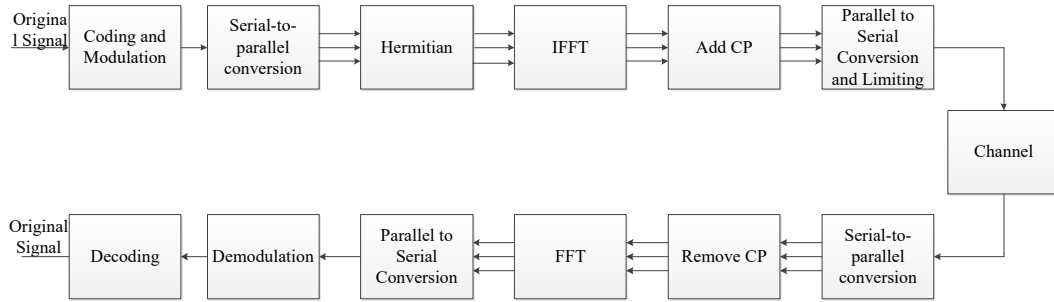 Origina
l Signal
Coding and
Modulation
Serial-to-
parallel
conversion
Hermitian
IFFT
Add CP
Parallel to
Serial
Conversion
and Limiting
Channel
Original
Signal
Decoding
Demodulation
Parallel to
Serial
Conversion
FFT
Remove CP
Serial-to-
parallel
conversion